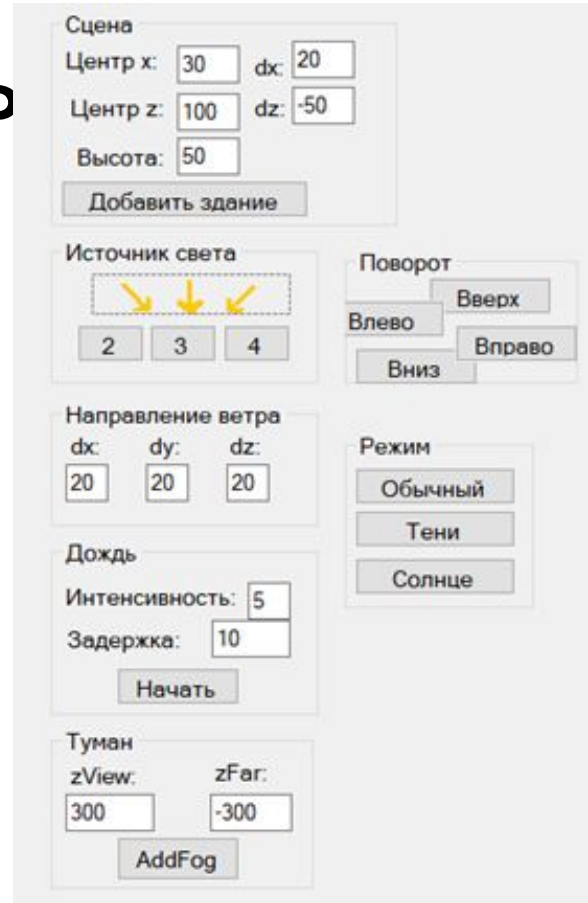 Сцена
Центр x: 30 dx: 20
Центр z: 100 dz: -50
Высота: 50
Добавить здание
Источник света
2 3 4
Поворот
Вверх
Влево
Вправо
Вниз
Направление ветра
dx: dy: dz:
20 20 20
Режим
Обычный
Тени
Солнце
Дождь
Интенсивность: 5
Задержка: 10
Начать
Туман
zView: zFar:
300 -300
AddFog